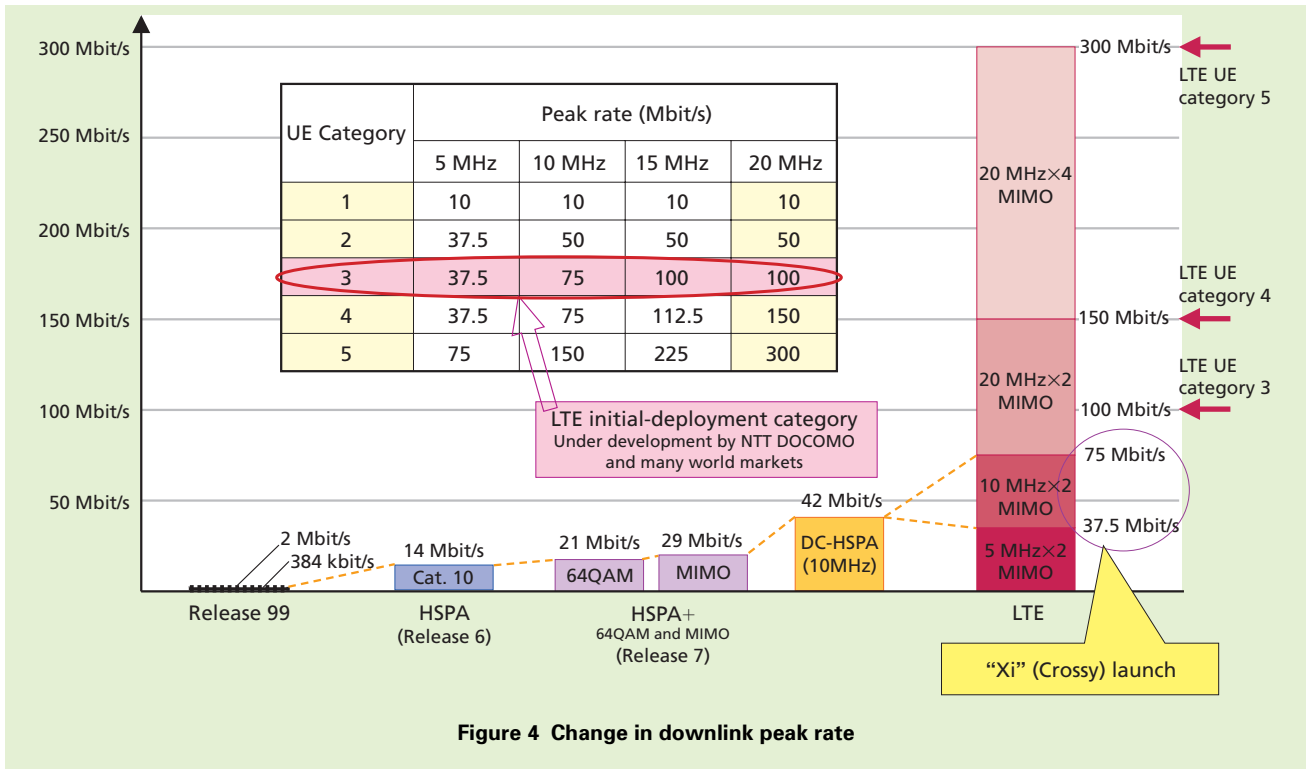 300 Mbit/s
250 Mbit/s
200 Mbit/s
150 Mbit/s
100 Mbit/s
50 Mbit/s
UE Category
Peak rate (Mbit/s)
5 MHz 10 MHz 15 MHz 20 MHz
1 10 10 10 10
2 37.5 50 50 50
3 37.5 75 100 100
4 37.5 75 112.5 150
5 75 150 225 300
LTE initial-deployment category
Under development by NTT DOCOMO
and many world markets
2 Mbit/s
384 kbit/s
14 Mbit/s
Cat. 10
21 Mbit/s
64QAM
29 Mbit/s
MIMO
42 Mbit/s
DC-HSPA
(10MHz)
20 MHz×4
MIMO
20 MHz×2
MIMO
10 MHz×2
MIMO
5 MHz×2
MIMO
300 Mbit/s
LTE UE
category 5
LTE UE
category 4
150 Mbit/s
LTE UE
category 3
100 Mbit/s
75 Mbit/s
37.5 Mbit/s
Release 99
HSPA
(Release 6)
HSPA+
64QAM and MIMO
(Release 7)
LTE
“Xi” (Crossy) launch
Figure 4 Change in downlink peak rate